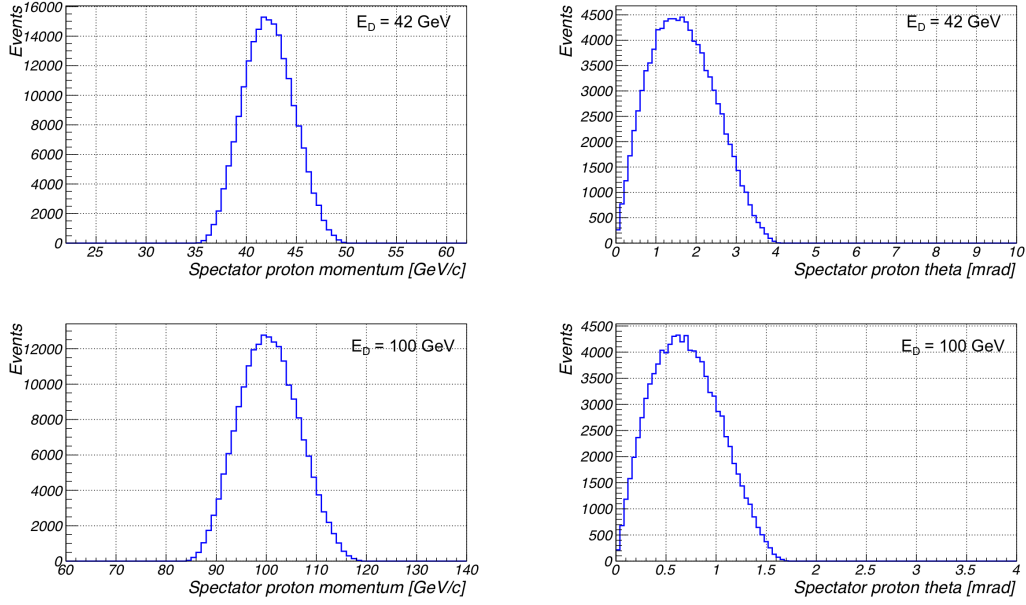 Events
16000
14000
12000
10000
8000
6000
4000
2000
0
E_D = 42 GeV
25 30 35 40 45 50 55 60
Spectator proton momentum [GeV/c]
Events
4500
4000
3500
3000
2500
2000
1500
1000
500
0
E_D = 42 GeV
0 1 2 3 4 5 6 7 8 9 10
Spectator proton theta [mrad]
Events
12000
10000
8000
6000
4000
2000
0
E_D = 100 GeV
60 70 80 90 100 110 120 130 140
Spectator proton momentum [GeV/c]
Events
4500
4000
3500
3000
2500
2000
1500
1000
500
0
E_D = 100 GeV
0 0.5 1 1.5 2 2.5 3 3.5 4
Spectator proton theta [mrad]